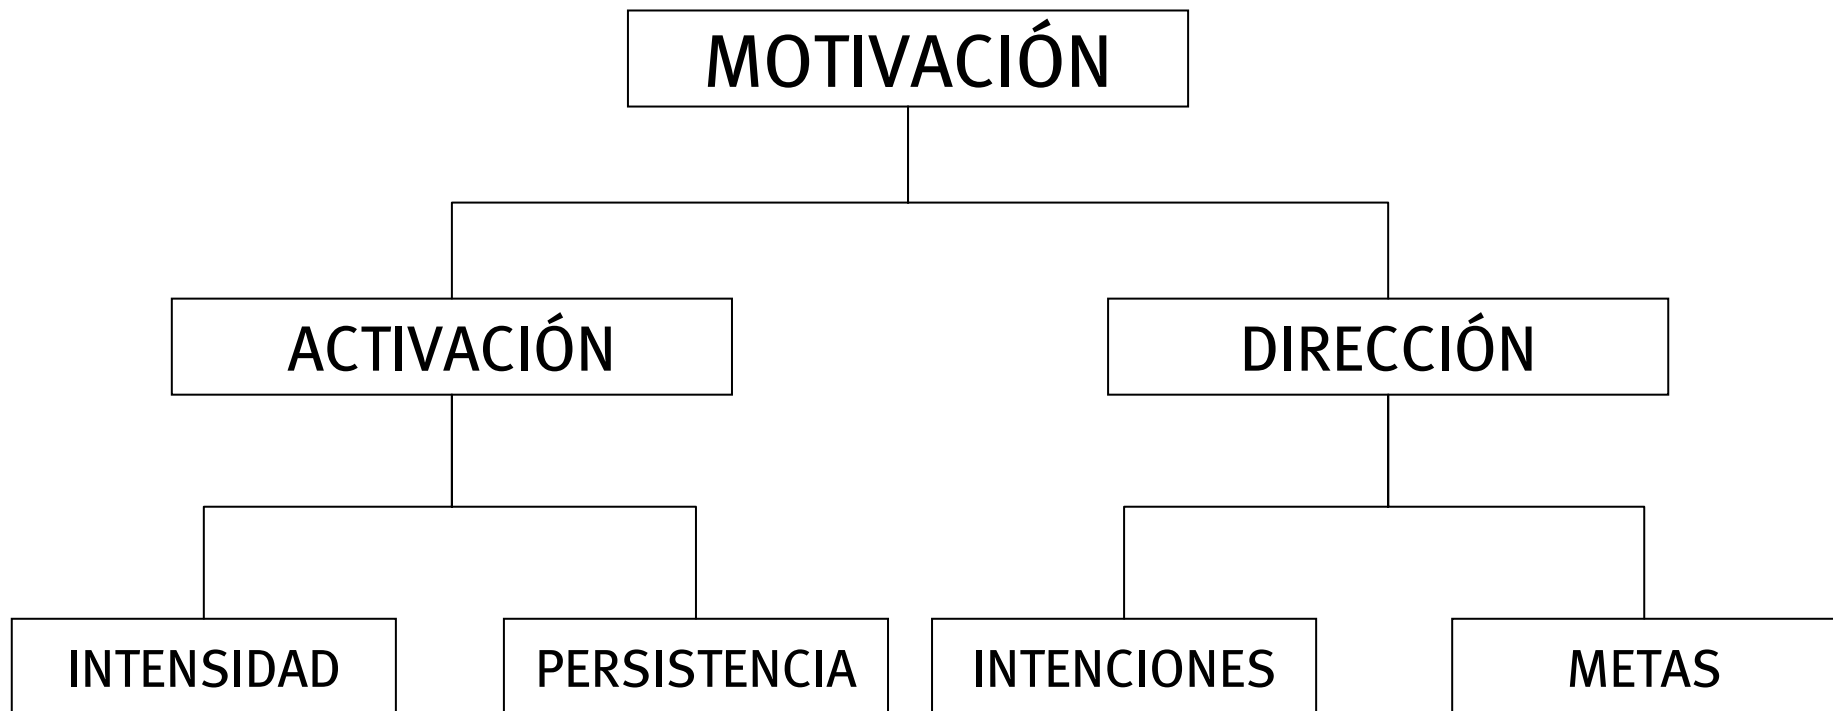 MOTIVACIÓN
ACTIVACIÓN
DIRECCIÓN
INTENSIDAD
PERSISTENCIA
INTENCIONES
METAS